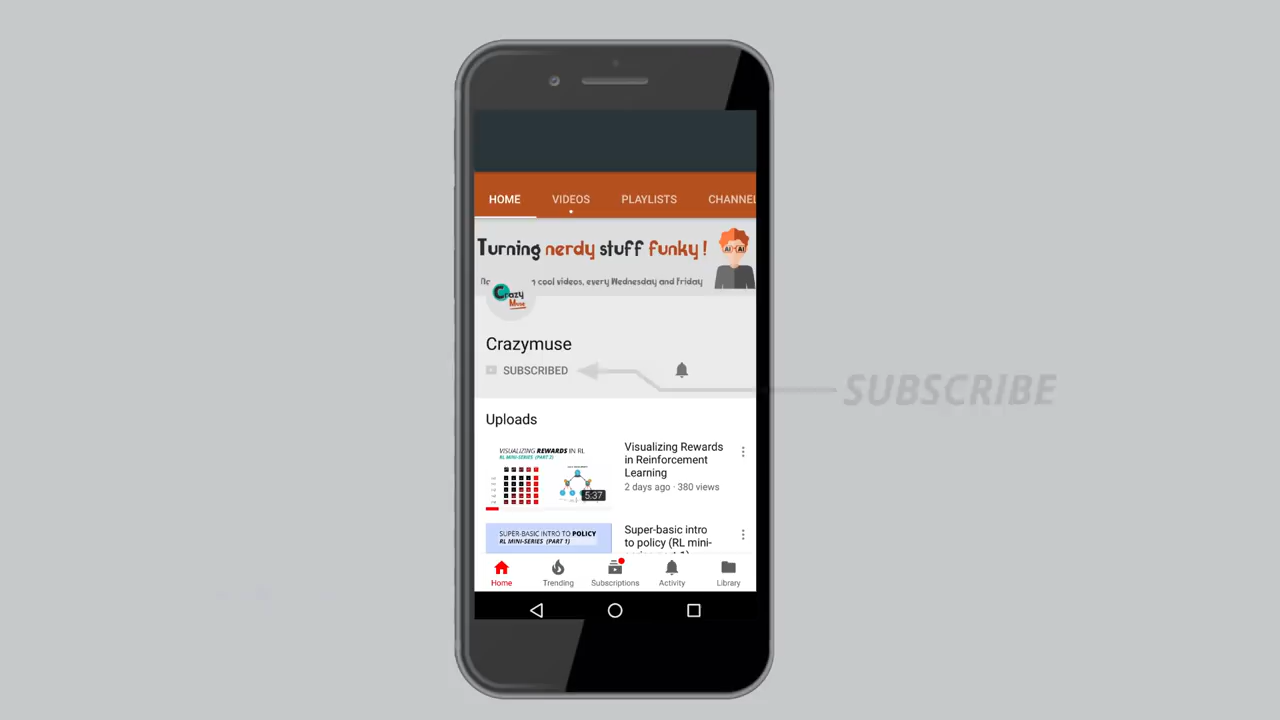 HOME VIDEOS PLAYLISTS CHANNEL
Turning nerdy stuff funky !
cool videos, every Wednesday and Friday
Crazy
Muse
Crazymuse
SUBSCRIBED
SUBSCRIBE
Uploads
VISUALIZING REWARDS IN RL
RL MINI-SERIES (PART 2)
5:37
Visualizing Rewards
in Reinforcement
Learning
2 days ago · 380 views
SUPER-BASIC INTRO TO POLICY
RL MINI-SERIES (PART 1)
Super-basic intro
to policy (RL mini-
Home Trending Subscriptions Activity Library